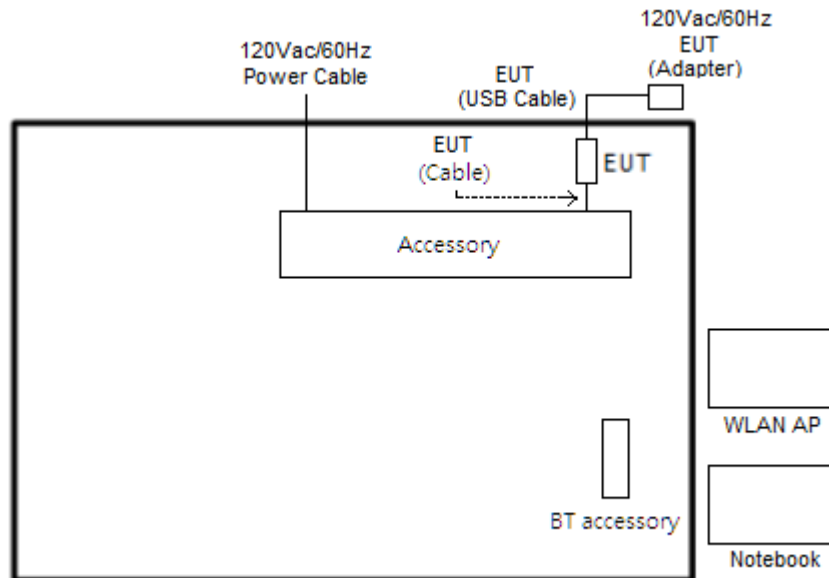 120Vac/60Hz
EUT
(Adapter)
120Vac/60Hz
Power Cable
EUT
(USB Cable)
EUT
(Cable)
EUT
Accessory
WLAN AP
BT accessory
Notebook